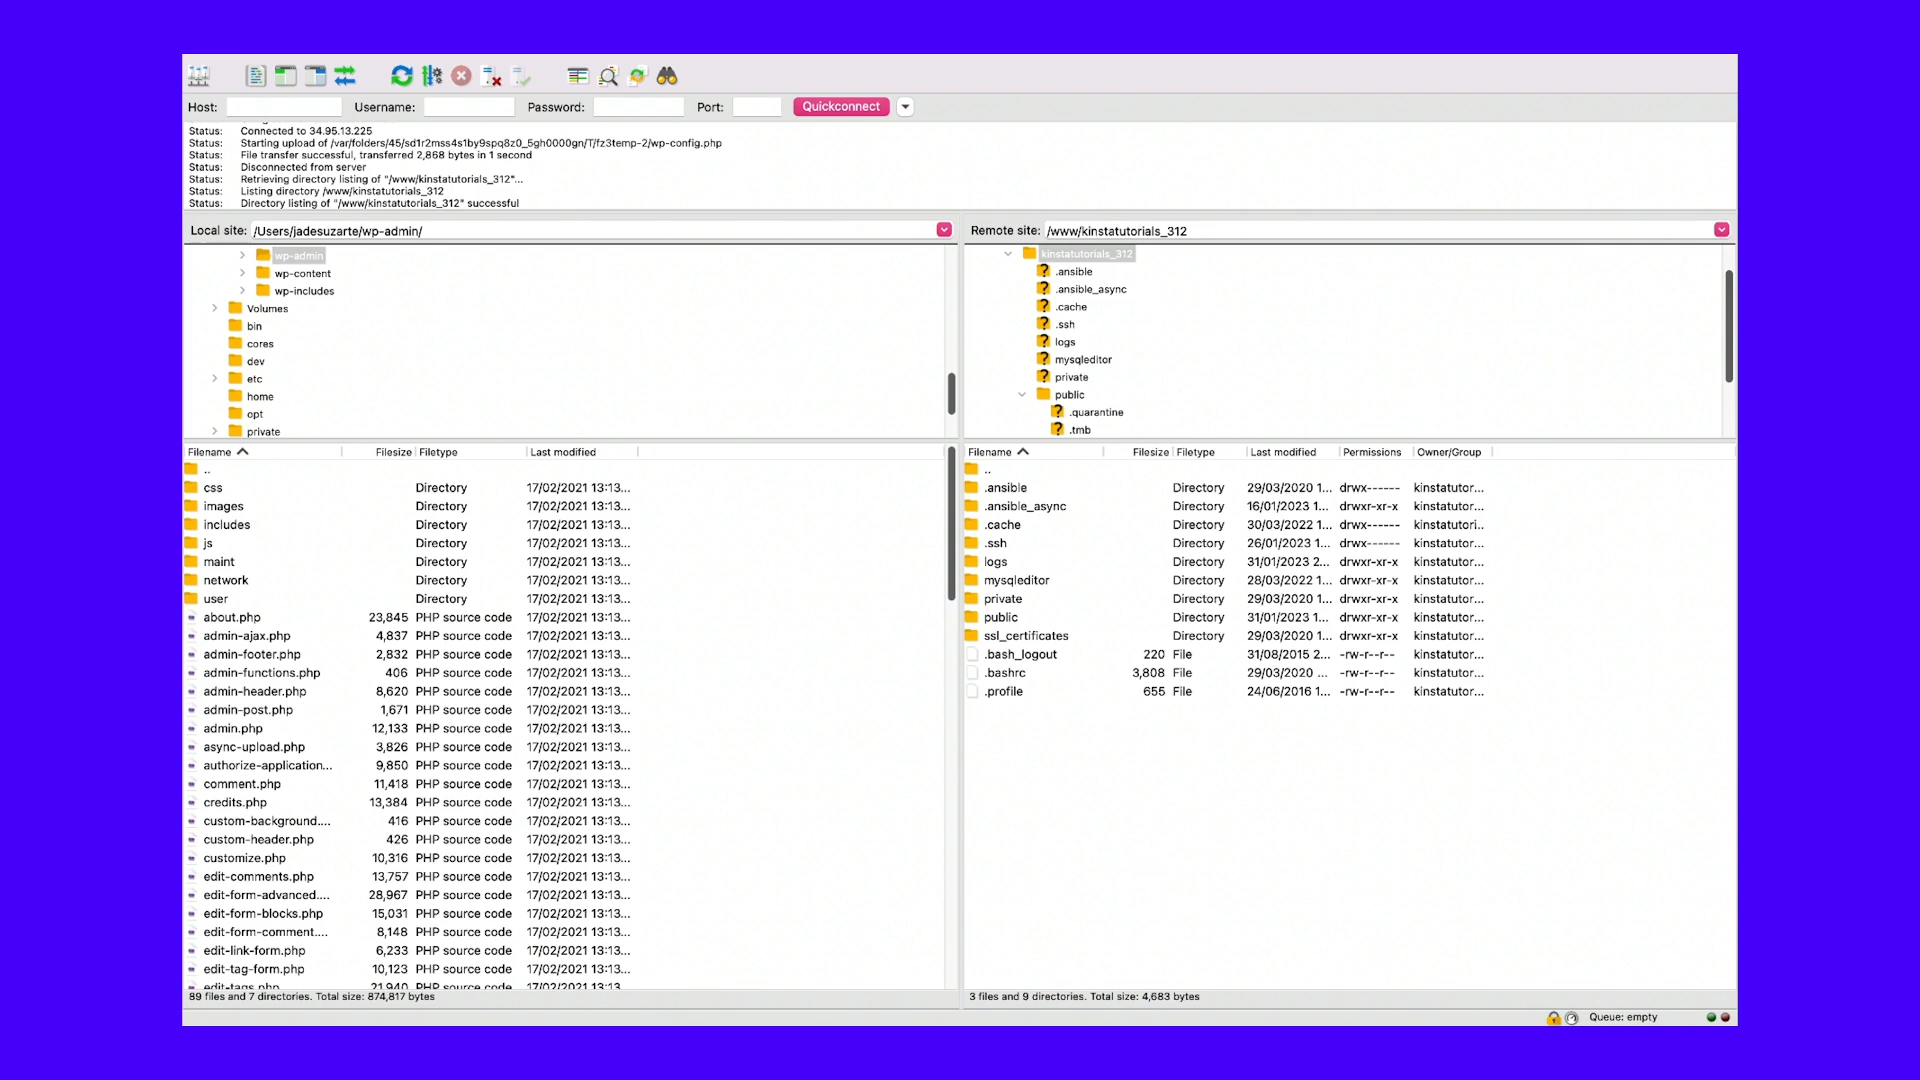 Host: Username: Password: Port: Quickconnect
Status: Connected to 34.95.13.225
Status: Starting upload of /var/folders/45/sd1r2mss4s1by9spq8z0_5gh0000gn/T/fz3temp-2/wp-config.php
Status: File transfer successful, transferred 2,868 bytes in 1 second
Status: Disconnected from server
Status: Retrieving directory listing of "/www/kinstatutorials_312"...
Status: Listing directory /www/kinstatutorials_312
Status: Directory listing of "/www/kinstatutorials_312" successful
Local site: /Users/jadesuzarte/wp-admin/
wp-admin
wp-content
wp-includes
Volumes
bin
cores
dev
etc
home
opt
private
Filename Filesize Filetype Last modified
..
css Directory 17/02/2021 13:13...
images Directory 17/02/2021 13:13...
includes Directory 17/02/2021 13:13...
js Directory 17/02/2021 13:13...
maint Directory 17/02/2021 13:13...
network Directory 17/02/2021 13:13...
user Directory 17/02/2021 13:13...
about.php 23,845 PHP source code 17/02/2021 13:13...
admin-ajax.php 4,837 PHP source code 17/02/2021 13:13...
admin-footer.php 2,832 PHP source code 17/02/2021 13:13...
admin-functions.php 406 PHP source code 17/02/2021 13:13...
admin-header.php 8,620 PHP source code 17/02/2021 13:13...
admin-post.php 1,671 PHP source code 17/02/2021 13:13...
admin.php 12,133 PHP source code 17/02/2021 13:13...
async-upload.php 3,826 PHP source code 17/02/2021 13:13...
authorize-application... 9,850 PHP source code 17/02/2021 13:13...
comment.php 11,418 PHP source code 17/02/2021 13:13...
credits.php 13,384 PHP source code 17/02/2021 13:13...
custom-background.... 416 PHP source code 17/02/2021 13:13...
custom-header.php 426 PHP source code 17/02/2021 13:13...
customize.php 10,316 PHP source code 17/02/2021 13:13...
edit-comments.php 13,757 PHP source code 17/02/2021 13:13...
edit-form-advanced.... 28,967 PHP source code 17/02/2021 13:13...
edit-form-blocks.php 15,031 PHP source code 17/02/2021 13:13...
edit-form-comment.... 8,148 PHP source code 17/02/2021 13:13...
edit-link-form.php 6,233 PHP source code 17/02/2021 13:13...
edit-tag-form.php 10,123 PHP source code 17/02/2021 13:13...
edit-tags.php 21,940 PHP source code 17/02/2021 13:13
89 files and 7 directories. Total size: 874,817 bytes
Remote site: /www/kinstatutorials_312
kinstatutorials_312
.ansible
.ansible_async
.cache
.ssh
logs
mysqleditor
private
public
.quarantine
.tmb
Filename Filesize Filetype Last modified Permissions Owner/Group
..
.ansible Directory 29/03/2020 1... drwx------ kinstatutor...
.ansible_async Directory 16/01/2023 1... drwxr-xr-x kinstatutor...
.cache Directory 30/03/2022 1... drwx------ kinstatutori...
.ssh Directory 26/01/2023 1... drwx------ kinstatutor...
logs Directory 31/01/2023 2... drwxr-xr-x kinstatutor...
mysqleditor Directory 28/03/2022 1... drwxr-xr-x kinstatutor...
private Directory 29/03/2020 1... drwxr-xr-x kinstatutor...
public Directory 31/01/2023 1... drwxr-xr-x kinstatutor...
ssl_certificates Directory 29/03/2020 1... drwxr-xr-x kinstatutor...
.bash_logout 220 File 31/08/2015 2... -rw-r--r-- kinstatutor...
.bashrc 3,808 File 29/03/2020 ... -rw-r--r-- kinstatutor...
.profile 655 File 24/06/2016 1... -rw-r--r-- kinstatutor...
3 files and 9 directories. Total size: 4,683 bytes
Queue: empty